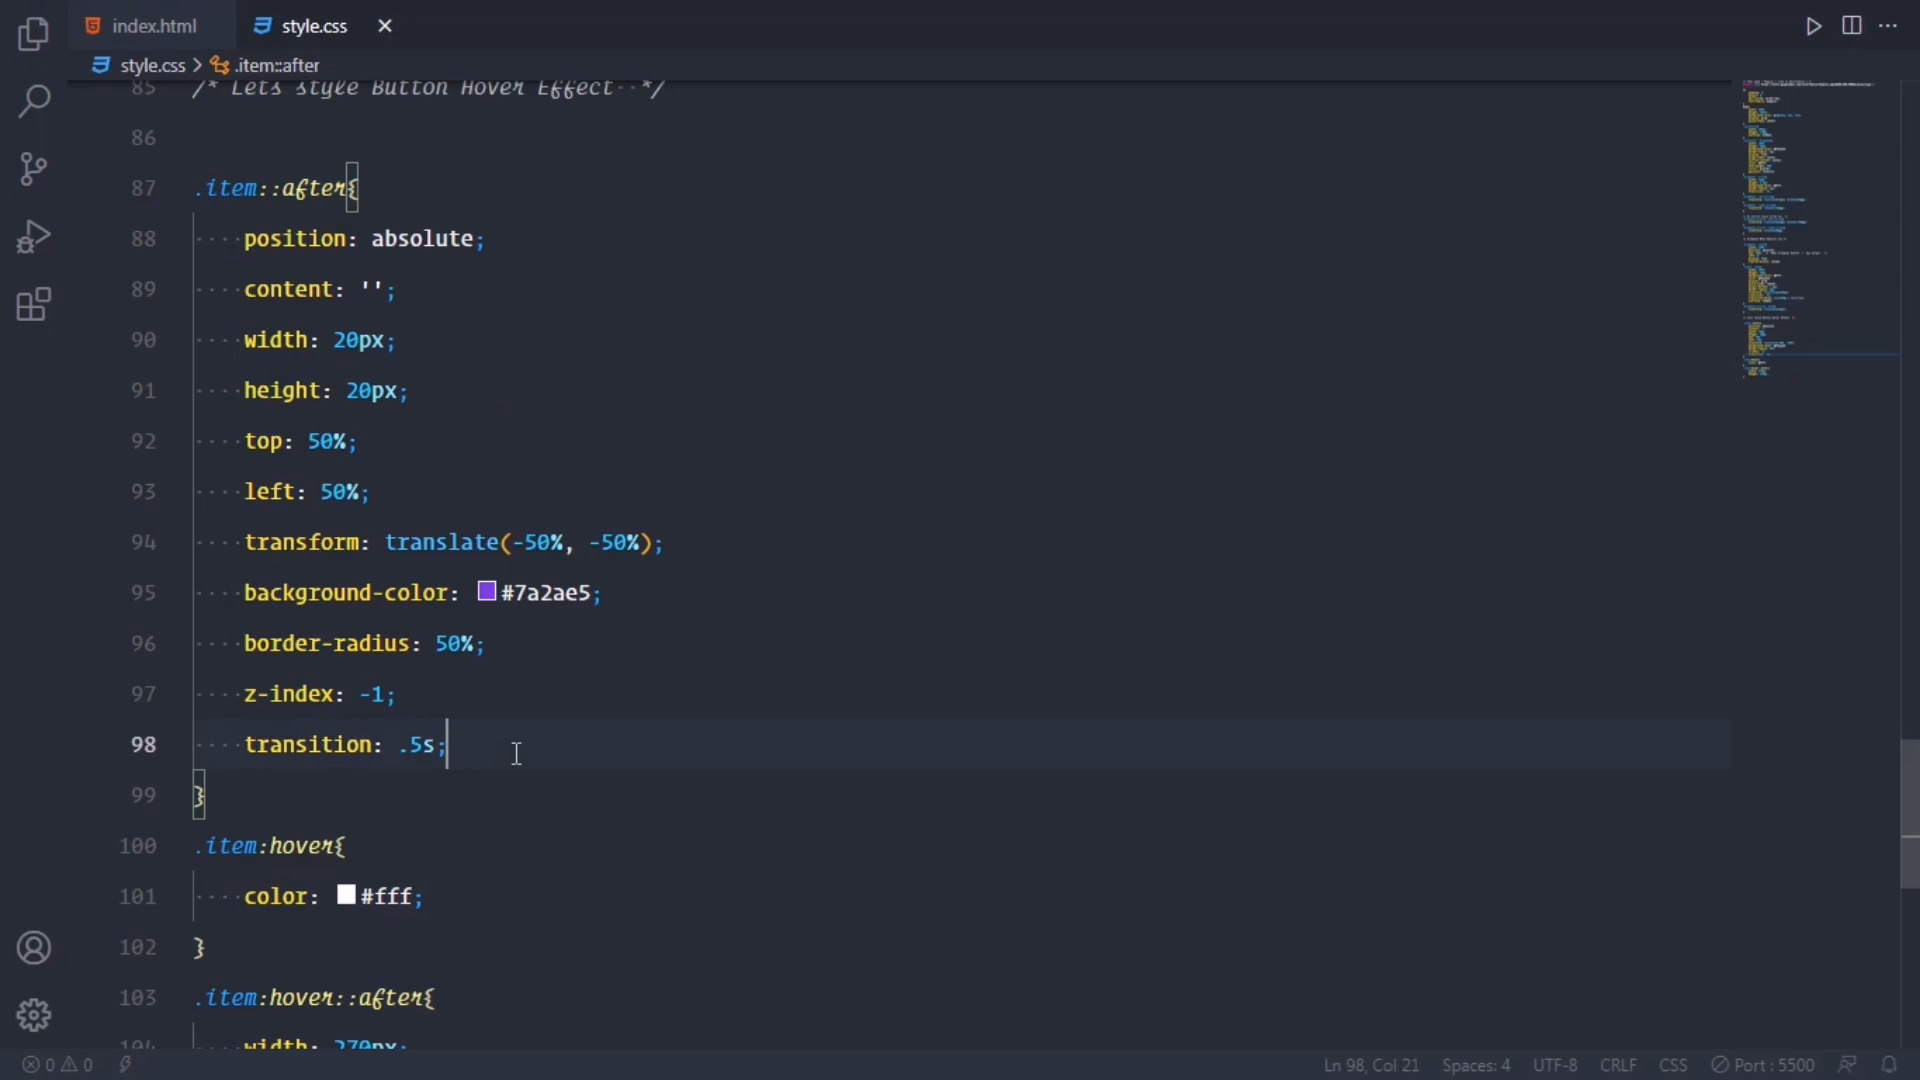 index.html
style.css
style.css > .item::after
85 /* Lets style Button Hover Effect */
86
87 .item::after{
88 position: absolute;
89 content: '';
90 width: 20px;
91 height: 20px;
92 top: 50%;
93 left: 50%;
94 transform: translate(-50%, -50%);
95 background-color: #7a2ae5;
96 border-radius: 50%;
97 z-index: -1;
98 transition: .5s;
99 }
100 .item:hover{
101 color: #fff;
102 }
103 .item:hover::after{
104 width: 270px;
0 0 Ln 98, Col 21 Spaces: 4 UTF-8 CRLF CSS Port : 5500